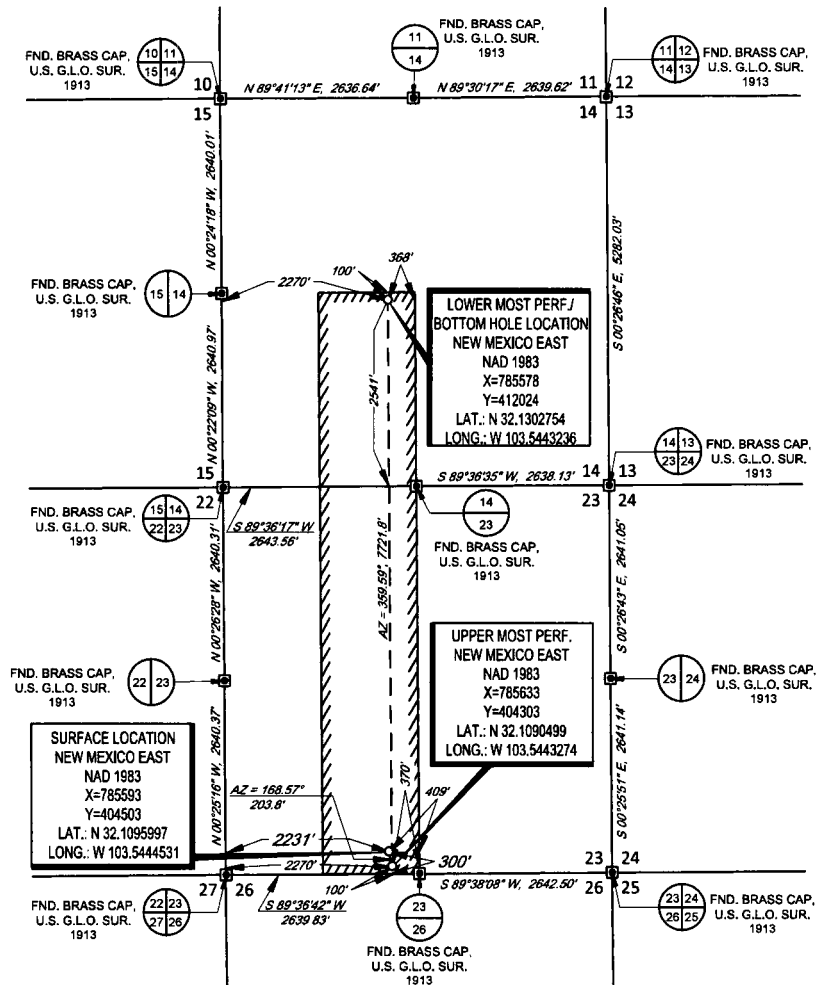 FND. BRASS CAP,
U.S. G.L.O. SUR.
1913
10 11
15 14
11
14
FND. BRASS CAP,
U.S. G.L.O. SUR.
1913
11 12
14 13
FND. BRASS CAP,
U.S. G.L.O. SUR.
1913
10
15
N 89°41'13" E, 2636.64'
N 89°30'17" E, 2639.62'
11 12
14 13
N 00°24'18" W, 2640.01'
S 00°26'46" E, 5282.03'
FND. BRASS CAP,
U.S. G.L.O. SUR.
1913
15 14
2270'
100'
368'
LOWER MOST PERF./
BOTTOM HOLE LOCATION
NEW MEXICO EAST
NAD 1983
X=785578
Y=412024
LAT.: N 32.1302754
LONG.: W 103.5443236
N 00°22'09" W, 2640.97'
2541'
15
22
S 89°36'35" W, 2638.13'
14 13
23 24
14 13
23 24
FND. BRASS CAP,
U.S. G.L.O. SUR.
1913
FND. BRASS CAP,
U.S. G.L.O. SUR.
1913
15 14
22 23
S 89°36'17" W
2643.56'
14
23
FND. BRASS CAP,
U.S. G.L.O. SUR.
1913
N 00°26'28" W, 2640.31'
AZ = 359.59°, 7721.8'
S 00°26'43" E, 2641.05'
FND. BRASS CAP,
U.S. G.L.O. SUR.
1913
22 23
UPPER MOST PERF.
NEW MEXICO EAST
NAD 1983
X=785633
Y=404303
LAT.: N 32.1090499
LONG.: W 103.5443274
23 24
FND. BRASS CAP,
U.S. G.L.O. SUR.
1913
SURFACE LOCATION
NEW MEXICO EAST
NAD 1983
X=785593
Y=404503
LAT.: N 32.1095997
LONG.: W 103.5444531
N 00°25'16" W, 2640.37'
AZ = 168.57°
203.8'
370'
409'
S 00°25'51" E, 2641.14'
2231'
2270'
300'
100'
27 26
S 89°36'42" W
2639.83'
S 89°38'08" W, 2642.50'
23 24
26 25
FND. BRASS CAP,
U.S. G.L.O. SUR.
1913
22 23
27 26
23
26
FND. BRASS CAP,
U.S. G.L.O. SUR.
1913
23 24
26 25
FND. BRASS CAP,
U.S. G.L.O. SUR.
1913